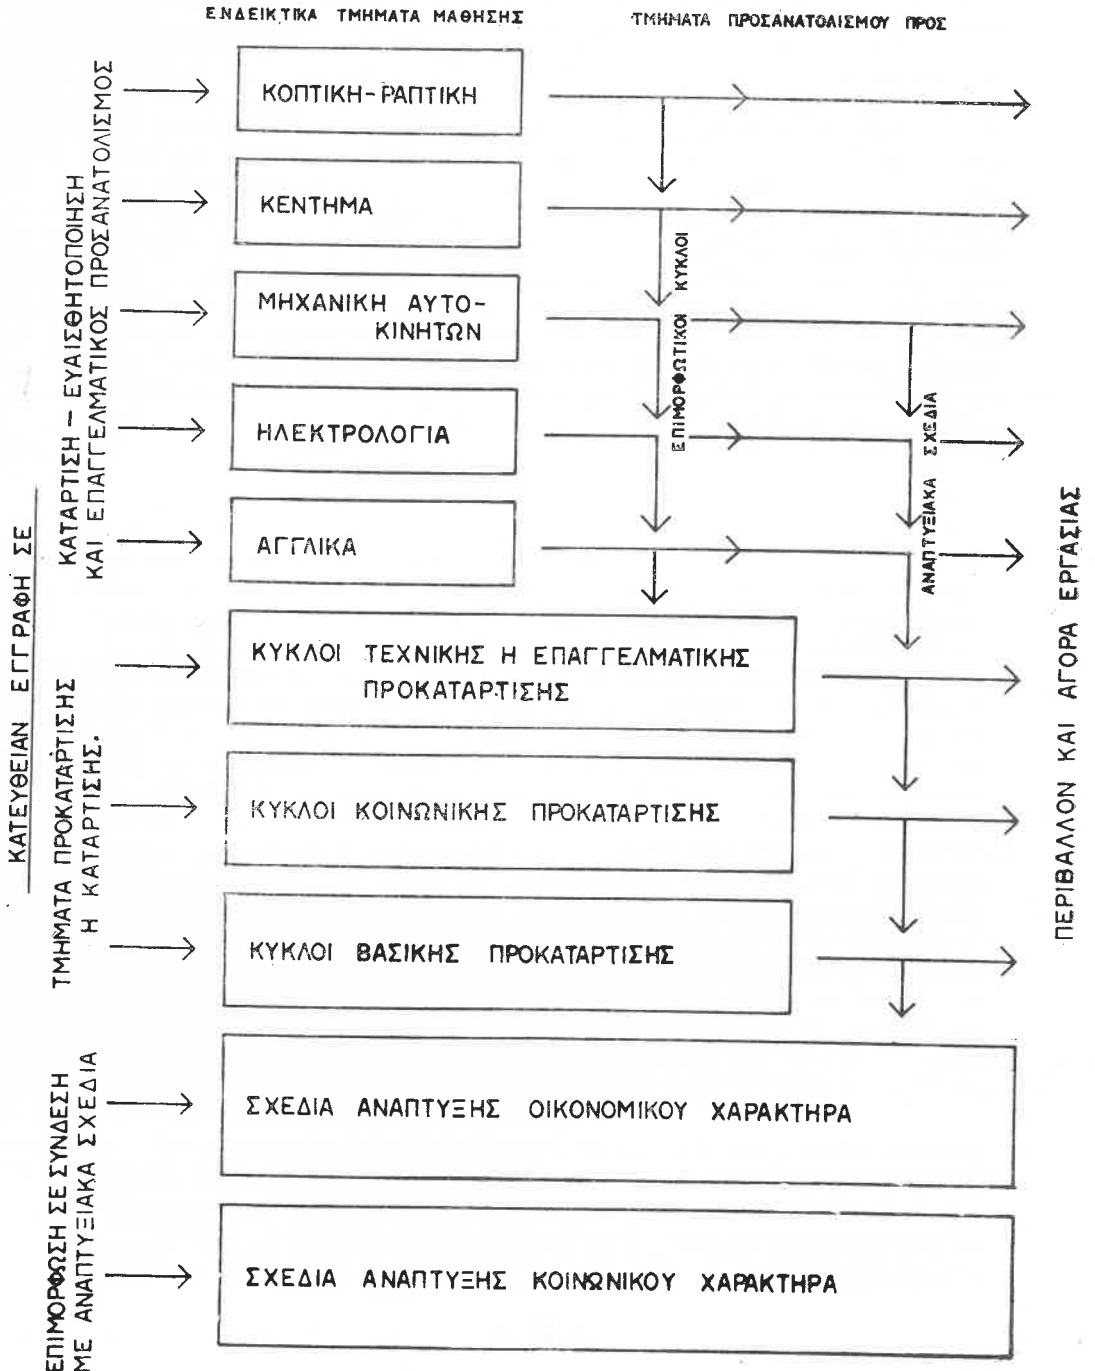 ΕΝΔΕΙΚΤΙΚΑ ΤΜΗΜΑΤΑ ΜΑΘΗΣΗΣ
ΤΜΗΜΑΤΑ ΠΡΟΣΑΝΑΤΟΛΙΣΜΟΥ ΠΡΟΣ
ΚΑΤΕΥΘΕΙΑΝ ΕΓΓΡΑΦΗ ΣΕ
ΚΑΤΑΡΤΙΣΗ – ΕΥΑΙΣΘΗΤΟΠΟΙΗΣΗ
ΚΑΙ ΕΠΑΓΓΕΛΜΑΤΙΚΟΣ ΠΡΟΣΑΝΑΤΟΛΙΣΜΟΣ
ΚΟΠΤΙΚΗ-ΡΑΠΤΙΚΗ
ΚΕΝΤΗΜΑ
ΜΗΧΑΝΙΚΗ ΑΥΤΟ-
ΚΙΝΗΤΩΝ
ΗΛΕΚΤΡΟΛΟΓΙΑ
ΑΓΓΛΙΚΑ
ΕΠΙΜΟΡΦΩΤΙΚΟΙ ΚΥΚΛΟΙ
ΑΝΑΠΤΥΞΙΑΚΑ ΣΧΕΔΙΑ
ΠΕΡΙΒΑΛΛΟΝ ΚΑΙ ΑΓΟΡΑ ΕΡΓΑΣΙΑΣ
ΤΜΗΜΑΤΑ ΠΡΟΚΑΤΑΡΤΙΣΗΣ
Η ΚΑΤΑΡΤΙΣΗΣ.
ΚΥΚΛΟΙ ΤΕΧΝΙΚΗΣ Η ΕΠΑΓΓΕΛΜΑΤΙΚΗΣ
ΠΡΟΚΑΤΑΡΤΙΣΗΣ
ΚΥΚΛΟΙ ΚΟΙΝΩΝΙΚΗΣ ΠΡΟΚΑΤΑΡΤΙΣΗΣ
ΚΥΚΛΟΙ ΒΑΣΙΚΗΣ ΠΡΟΚΑΤΑΡΤΙΣΗΣ
ΕΠΙΜΟΡΦΩΣΗ ΣΕ ΣΥΝΔΕΣΗ
ΜΕ ΑΝΑΠΤΥΞΙΑΚΑ ΣΧΕΔΙΑ
ΣΧΕΔΙΑ ΑΝΑΠΤΥΞΗΣ ΟΙΚΟΝΟΜΙΚΟΥ ΧΑΡΑΚΤΗΡΑ
ΣΧΕΔΙΑ ΑΝΑΠΤΥΞΗΣ ΚΟΙΝΩΝΙΚΟΥ ΧΑΡΑΚΤΗΡΑ